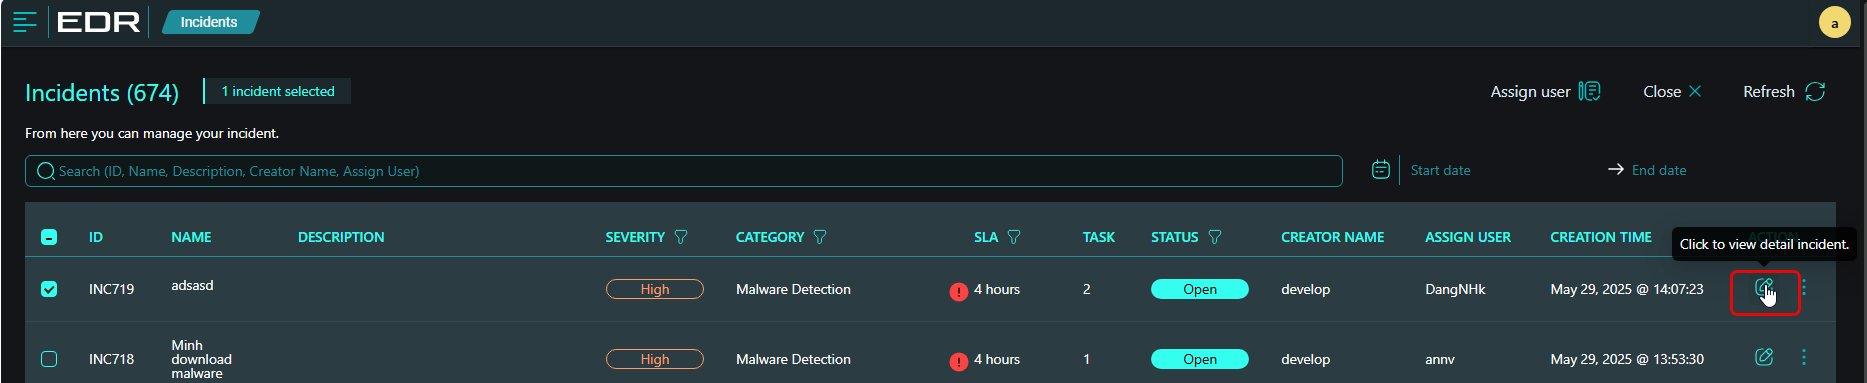 EDR Incidents a
Incidents (674) 1 incident selected Assign user Close Refresh
From here you can manage your incident.
Search (ID, Name, Description, Creator Name, Assign User) Start date End date
ID NAME DESCRIPTION SEVERITY CATEGORY SLA TASK STATUS CREATOR NAME ASSIGN USER CREATION TIME ACTION
Click to view detail incident.
INC719 adsasd High Malware Detection ! 4 hours 2 Open develop DangNHk May 29, 2025 @ 14:07:23
INC718 Minh download malware High Malware Detection ! 4 hours 1 Open develop annv May 29, 2025 @ 13:53:30